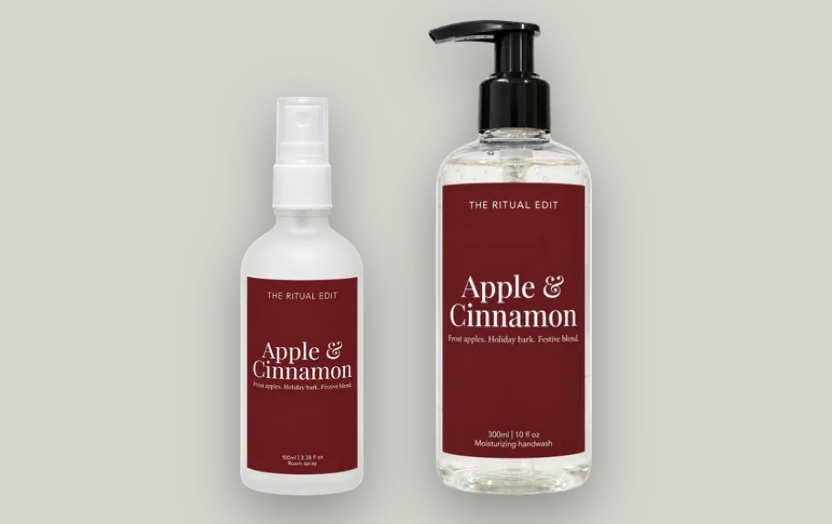 THE RITUAL EDIT
Apple &
Cinnamon
Frost apples. Holiday bark. Festive blend.
100ml | 3.38 fl oz
Room spray
THE RITUAL EDIT
Apple &
Cinnamon
Frost apples. Holiday bark. Festive blend.
300ml | 10 fl oz
Moisturizing handwash